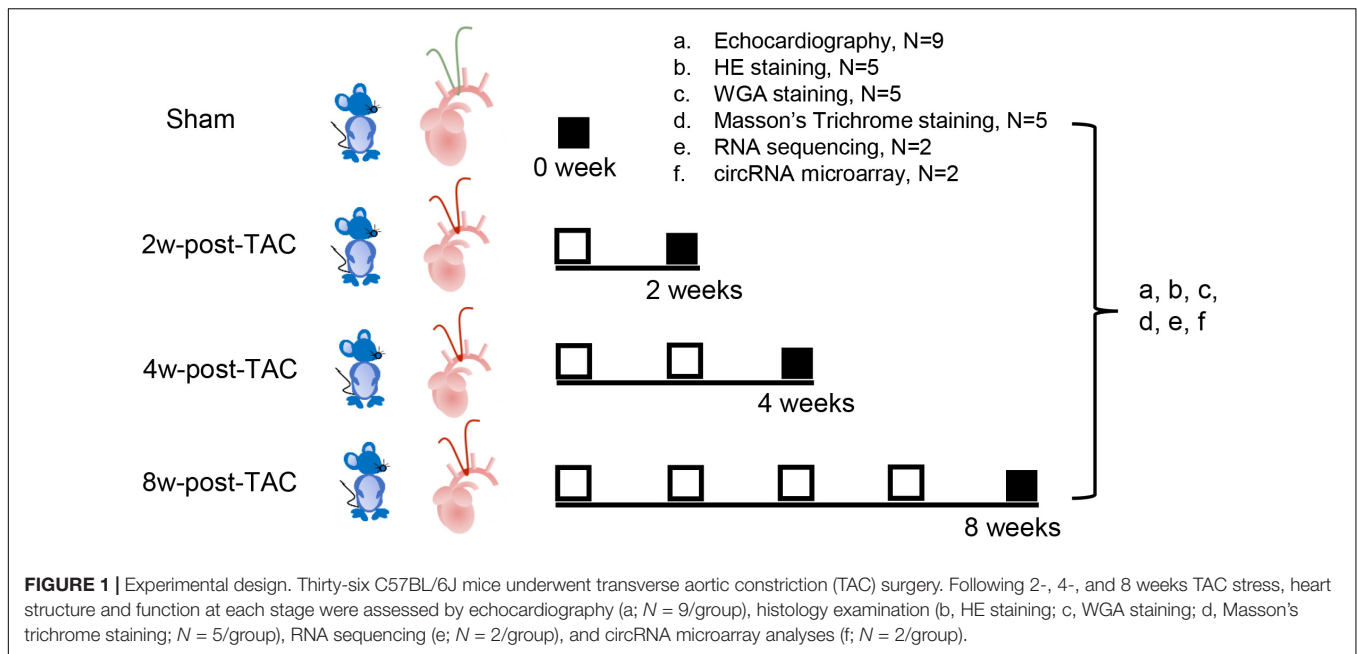 a. Echocardiography, N=9
b. HE staining, N=5
c. WGA staining, N=5
d. Masson's Trichrome staining, N=5
e. RNA sequencing, N=2
f. circRNA microarray, N=2
Sham
0 week
2w-post-TAC
2 weeks
a, b, c,
d, e, f
4w-post-TAC
4 weeks
8w-post-TAC
8 weeks
FIGURE 1 | Experimental design. Thirty-six C57BL/6J mice underwent transverse aortic constriction (TAC) surgery. Following 2-, 4-, and 8 weeks TAC stress, heart
structure and function at each stage were assessed by echocardiography (a; N = 9/group), histology examination (b, HE staining; c, WGA staining; d, Masson's
trichrome staining; N = 5/group), RNA sequencing (e; N = 2/group), and circRNA microarray analyses (f; N = 2/group).